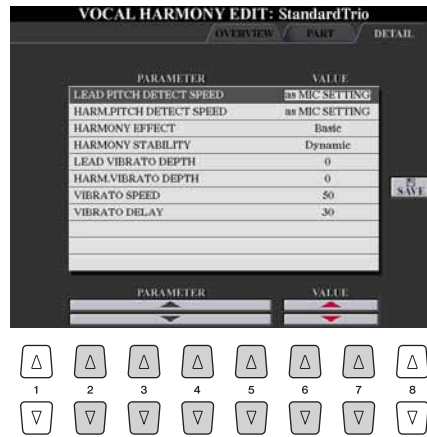 VOCAL HARMONY EDIT: StandardTrio
OVERVIEW PART DETAIL
PARAMETER VALUE
LEAD PITCH DETECT SPEED as MIC SETTING
HARM.PITCH DETECT SPEED as MIC SETTING
HARMONY EFFECT Basic
HARMONY STABILITY Dynamic
LEAD VIBRATO DEPTH 0
HARM.VIBRATO DEPTH 0
VIBRATO SPEED 50
VIBRATO DELAY 30
SAVE
PARAMETER VALUE
1 2 3 4 5 6 7 8